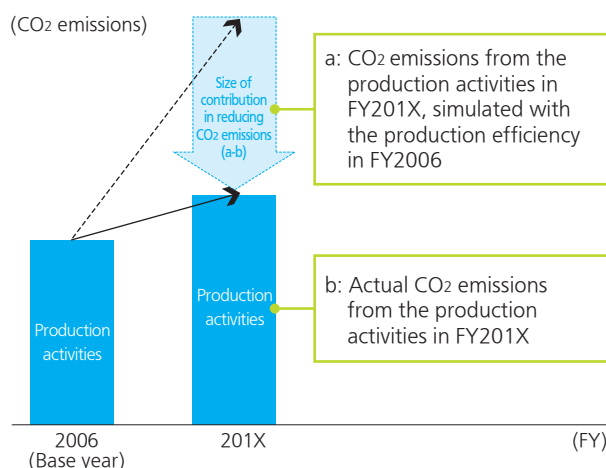 (CO2 emissions)
Size of
contribution
in reducing
CO2 emissions
(a-b)
a: CO2 emissions from the
production activities in
FY201X, simulated with
the production efficiency
in FY2006
Production
activities
Production
activities
b: Actual CO2 emissions
from the production
activities in FY201X
2006
(Base year)
201X
(FY)